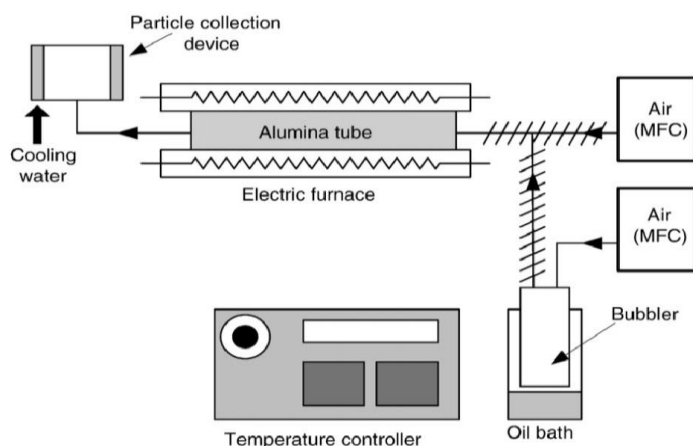 Particle collection
device
Air
(MFC)
Alumina tube
Cooling
water
Electric furnace
Air
(MFC)
Bubbler
Oil bath
Temperature controller